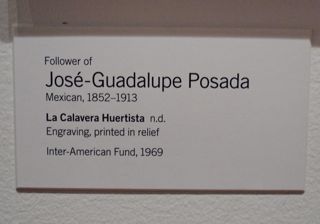 Follower of
José-Guadalupe Posada
Mexican, 1852–1913
La Calavera Huertista n.d.
Engraving, printed in relief
Inter-American Fund, 1969